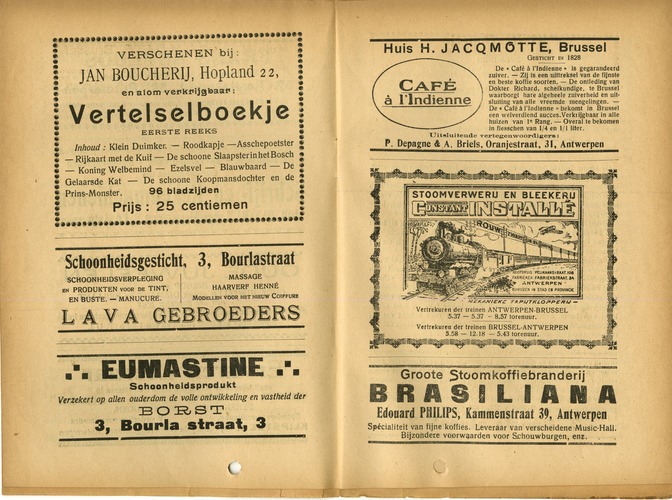 VERSCHENEN bij:
JAN BOUCHERIJ, Hopland 22,
en alom verkrijgbaar:
Vertelselboekje
EERSTE REEKS
Inhoud : Klein Duimker. — Roodkapje —Asschepoetster
— Rijkaart met de Kuif — De schoone Slaapster in het Bosch
— Koning Welbemind — Ezelsvel — Blauwbaard — De
Gelaarsde Kat — De schoone Koopmansdochter en de
Prins-Monster. 96 bladzijden
Prijs : 25 centiemen
Schoonheidsgesticht, 3, Bourlastraat
SCHOONHEIDSVERPLEGING
EN PRODUKTEN VOOR DE TINT,
EN BUSTE. — MANUCURE.
MASSAGE
HAARVERF HENNÉ
MODELLEN VOOR HET NIEUW COIFFURE
LAVA GEBROEDERS
EUMASTINE
Schoonheidsprodukt
Verzekert op allen ouderdom de volle ontwikkeling en vastheid der
BORST
3, Bourla straat, 3
Huis H. JACQMOTTE, Brussel
GESTICHT IN 1828
CAFÉ
à l'Indienne
De « Café à l'Indienne » is gegarandeerd
zuiver. — Zij is een uittreksel van de fijnste
en beste koffie soorten. — De ontleding van
Dokter Richard, scheikundige, te Brussel
waarborgt hare algeheele zuiverheid en uit-
sluiting van alle vreemde mengelingen. —
De « Café à l'Indienne » bekomt in Brussel
een welverdiend succes. Verkrijgbaar in alle
huizen van 1e Rang. — Overal te bekomen
in flesschen van 1/4 en 1/1 liter.
Uitsluitende vertegenwoordigers:
P. Depagne & A. Briels, Oranjestraat, 31, Antwerpen
STOOMVERWERIJ EN BLEEKERIJ
CONSTANT INSTALLÉ
ROUW
PELIKAANSTRAAT, 108
FABRIEKSTRAAT, 24
ANTWERPEN
MEKANIEKE TAPIJTKLOPPERIJ
Vertrekuren der treinen ANTWERPEN-BRUSSEL
5.37 — 5.37 - 8.57 torenuur.
Vertrekuren der treinen BRUSSEL-ANTWERPEN
5.58 — 12.18 — 5.43 torenuur.
Groote Stoomkoffiebranderij
BRASILIANA
Edouard PHILIPS, Kammenstraat 39, Antwerpen
Spécialiteit van fijne koffies. Leveraar van verscheidene Music-Hall.
Bijzondere voorwaarden voor Schouwburgen, enz.